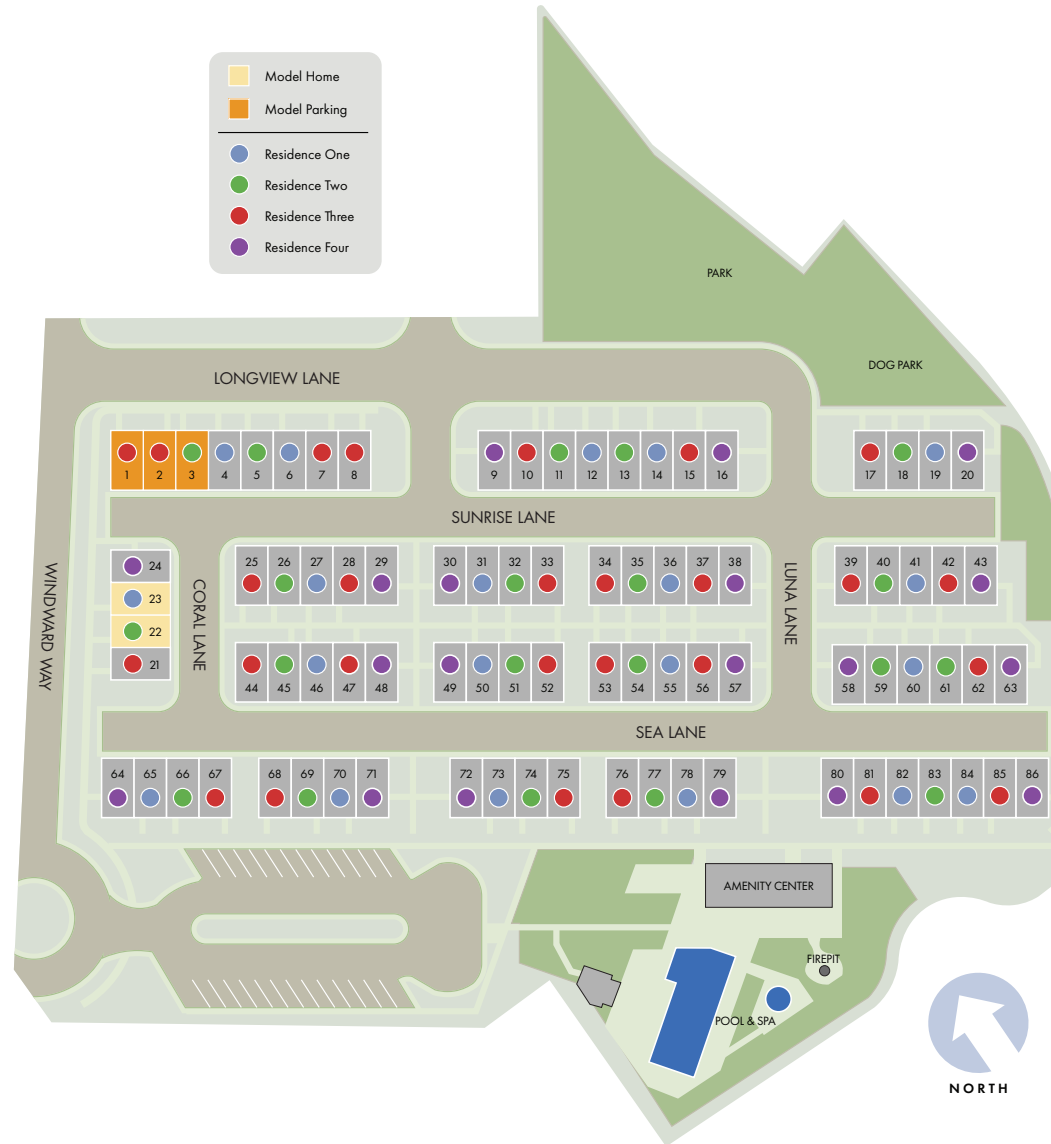 Model Home
Model Parking
Residence One
Residence Two
Residence Three
Residence Four
PARK
DOG PARK
LONGVIEW LANE
1 2 3 4 5 6 7 8
9 10 11 12 13 14 15 16
17 18 19 20
SUNRISE LANE
WINDWARD WAY
24
23
22
21
CORAL LANE
25 26 27 28 29
30 31 32 33
34 35 36 37 38
LUNA LANE
39 40 41 42 43
44 45 46 47 48
49 50 51 52
53 54 55 56 57
58 59 60 61 62 63
SEA LANE
64 65 66 67
68 69 70 71
72 73 74 75
76 77 78 79
80 81 82 83 84 85 86
AMENITY CENTER
FIREPIT
POOL & SPA
NORTH